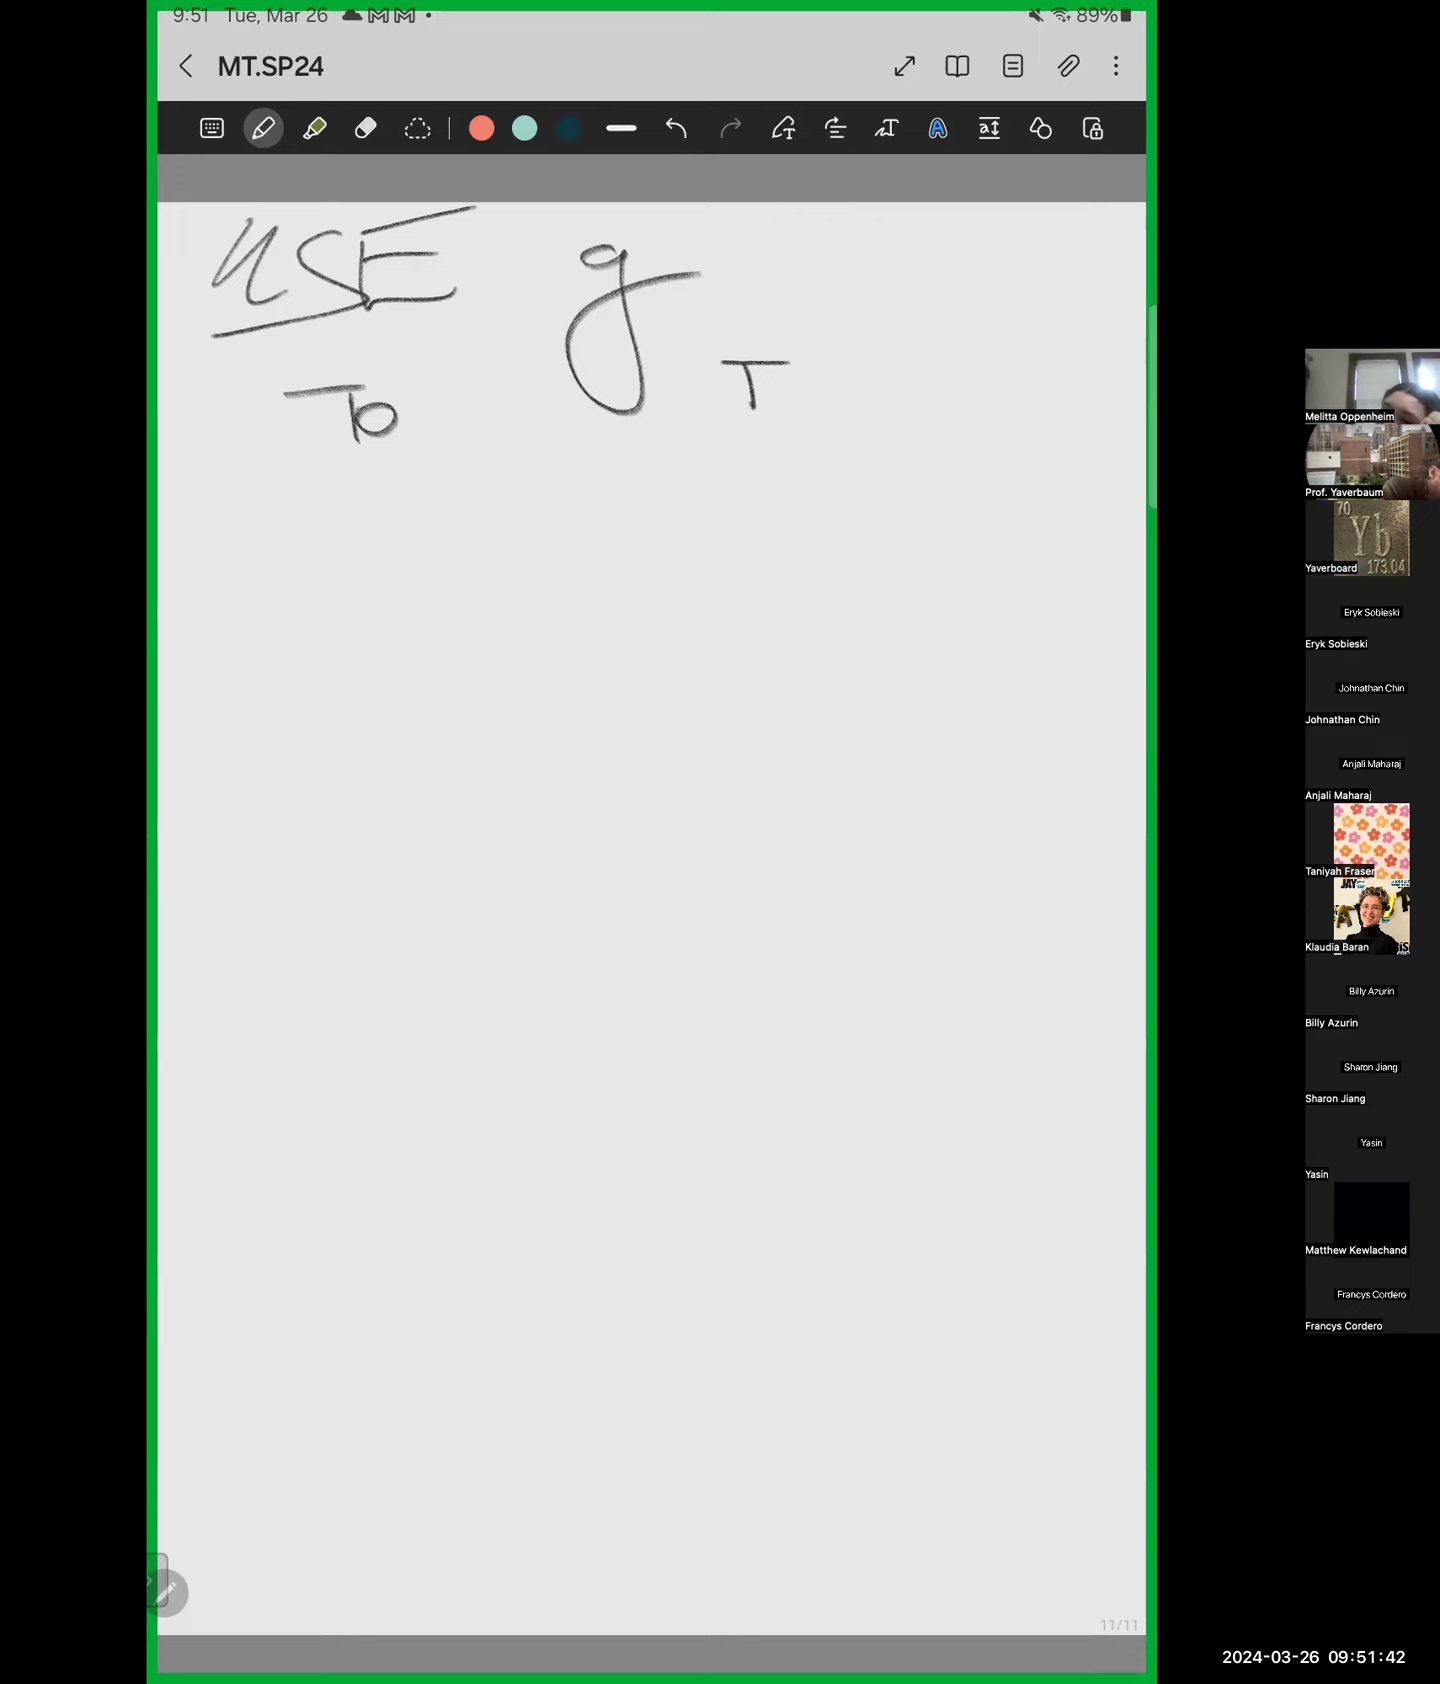 9:51 Tue, Mar 26 89%
MT.SP24
USE g
To T
11/11
Melitta Oppenheim
Prof. Yaverbaum
70
Yb
173.04
Yaverboard
Eryk Sobieski
Eryk Sobieski
Johnathan Chin
Johnathan Chin
Anjali Maharaj
Anjali Maharaj
Taniyah Fraser
JAY
Klaudia Baran
Billy Azurin
Billy Azurin
Sharon Jiang
Sharon Jiang
Yasin
Yasin
Matthew Kewlachand
Francys Cordero
Francys Cordero
2024-03-26 09:51:42